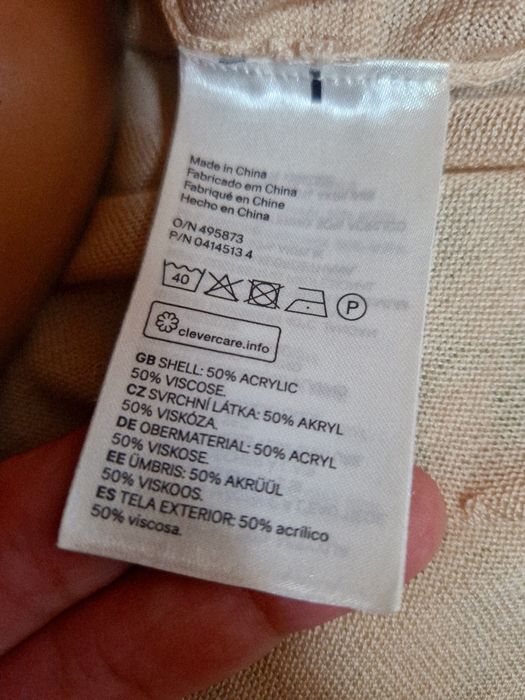 Made in China
Fabricado em China
Fabriqué en Chine
Hecho en China
O/N 495873
P/N 0414513 4
40
P
clevercare.info
GB SHELL: 50% ACRYLIC
50% VISCOSE.
CZ SVRCHNÍ LÁTKA: 50% AKRYL
50% VISKÓZA.
DE OBERMATERIAL: 50% ACRYL
50% VISKOSE.
EE ÜMBRIS: 50% AKRÜÜL
50% VISKOOS.
ES TELA EXTERIOR: 50% acrílico
50% viscosa.